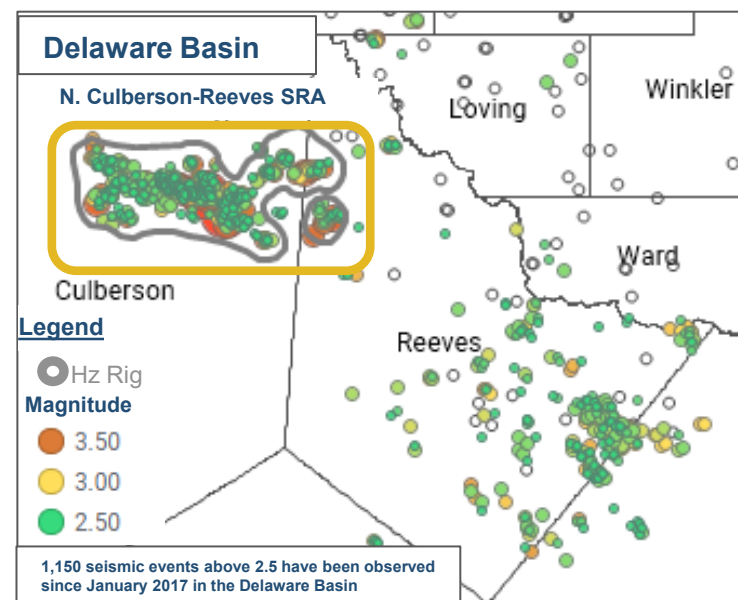 Delaware Basin
N. Culberson-Reeves SRA
Loving
Winkler
Ward
Culberson
Reeves
Legend
Hz Rig
Magnitude
3.50
3.00
2.50
1,150 seismic events above 2.5 have been observed
since January 2017 in the Delaware Basin